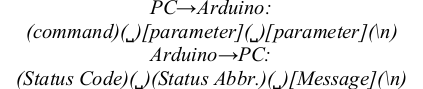 PC→Arduino:
(command)(␣)[parameter](␣)[parameter](\n)
Arduino→PC:
(Status Code)(␣)(Status Abbr.)(␣)[Message](\n)